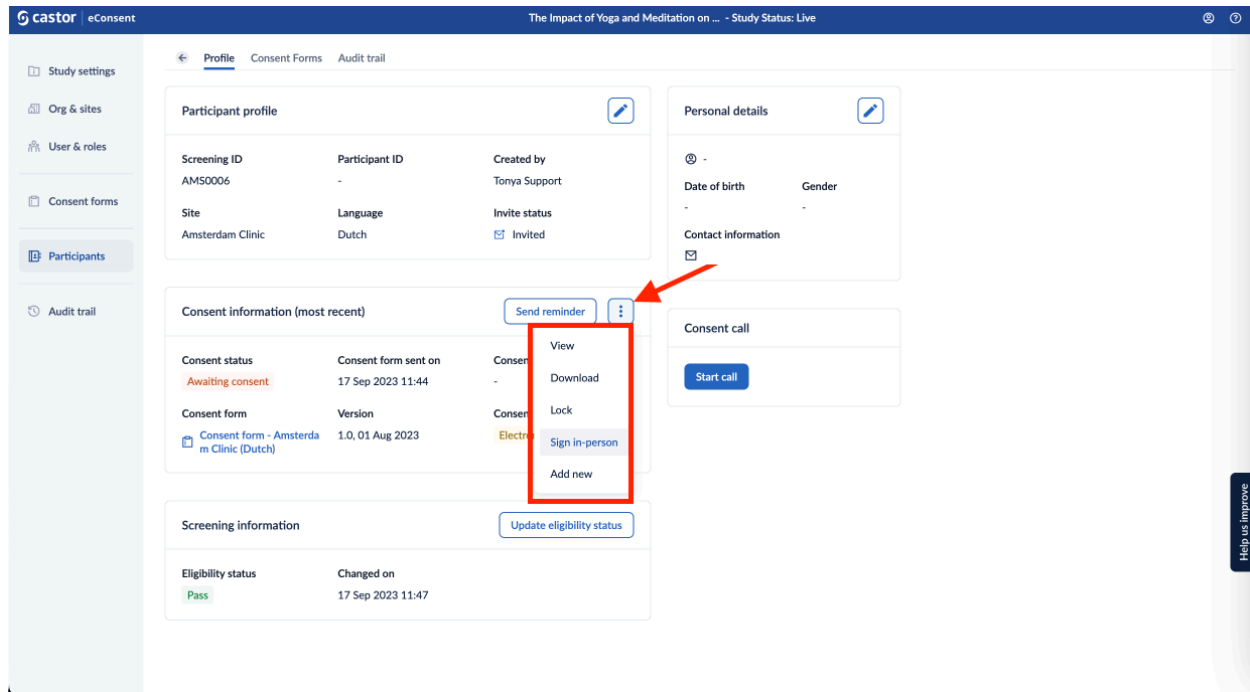 castor eConsent
The Impact of Yoga and Meditation on ... - Study Status: Live
Study settings
Org & sites
User & roles
Consent forms
Participants
Audit trail
Profile Consent Forms Audit trail
Participant profile
Screening ID Participant ID Created by
AMS0006 - Tonya Support
Site Language Invite status
Amsterdam Clinic Dutch Invited
Personal details
-
Date of birth Gender
- -
Contact information
Consent information (most recent) Send reminder
Consent status Consent form sent on Consen
Awaiting consent 17 Sep 2023 11:44 -
Consent form Version Consen
Consent form - Amsterda 1.0, 01 Aug 2023 Electro
m Clinic (Dutch)
View
Download
Lock
Sign in-person
Add new
Consent call
Start call
Screening information Update eligibility status
Eligibility status Changed on
Pass 17 Sep 2023 11:47
Help us improve